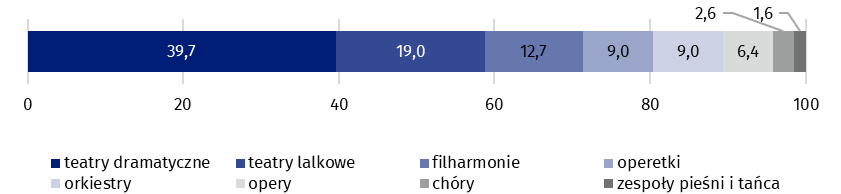 2,6 1,6
39,7 19,0 12,7 9,0 9,0 6,4
0 20 40 60 80 100
teatry dramatyczne teatry lalkowe filharmonie operetki
orkiestry opery chóry zespoły pieśni i tańca